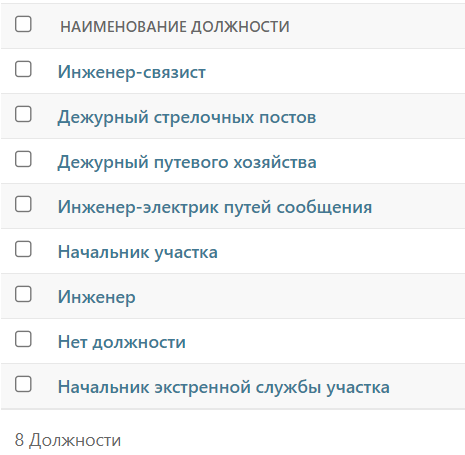 НАИМЕНОВАНИЕ ДОЛЖНОСТИ
Инженер-связист
Дежурный стрелочных постов
Дежурный путевого хозяйства
Инженер-электрик путей сообщения
Начальник участка
Инженер
Нет должности
Начальник экстренной службы участка
8 Должности